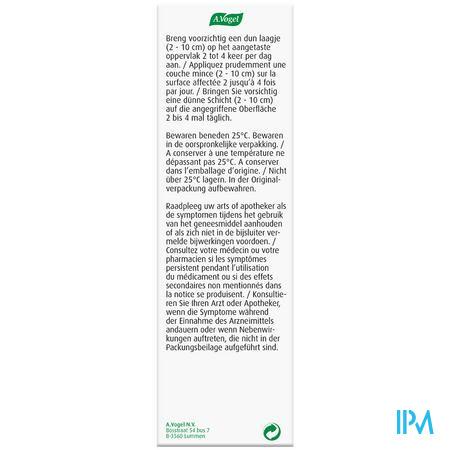 A.Vogel
Breng voorzichtig een dun laagje
(2 - 10 cm) op het aangetaste
oppervlak 2 tot 4 keer per dag
aan. / Appliquez prudemment une
couche mince (2 - 10 cm) sur la
surface affectée 2 jusqu'à 4 fois
par jour. / Bringen Sie vorsichtig
eine dünne Schicht (2 - 10 cm)
auf die angegriffene Oberfläche
2 bis 4 mal täglich.
Bewaren beneden 25°C. Bewaren
in de oorspronkelijke verpakking. /
A conserver à une température ne
dépassant pas 25°C. A conserver
dans l'emballage d'origine. / Nicht
über 25°C lagern. In der Original-
verpackung aufbewahren.
Raadpleeg uw arts of apotheker als
de symptomen tijdens het gebruik
van het geneesmiddel aanhouden
of als zich niet in de bijsluiter ver-
melde bijwerkingen voordoen. /
Consultez votre médecin ou votre
pharmacien si les symptômes
persistent pendant l'utilisation
du médicament ou si des effets
secondaires non mentionnés dans
la notice se produisent. / Konsultie-
ren Sie Ihren Arzt oder Apotheker,
wenn die Symptome während
der Einnahme des Arzneimittels
andauern oder wenn Nebenwir-
kungen auftreten, die nicht in der
Packungsbeilage aufgeführt sind.
A.Vogel N.V.
Bosstraat 54 bus 7
B-3560 Lummen
IPM